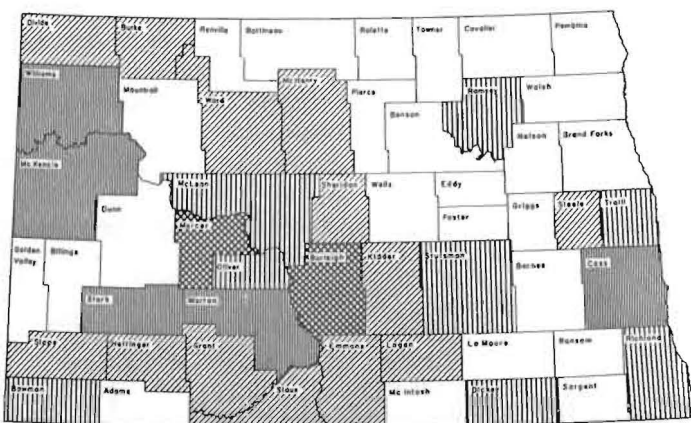 Divide
Burke
Renville
Bottineau
Rolette
Towner
Cavalier
Pembina
Williams
Mountrail
Ward
McHenry
Pierce
Benson
Ramsey
Walsh
Nelson
Grand Forks
McKenzie
Dunn
McLean
Sheridan
Wells
Eddy
Foster
Griggs
Steele
Traill
Golden
Valley
Billings
Mercer
Oliver
Burleigh
Kidder
Stutsman
Barnes
Cass
Stark
Morton
Slope
Hettinger
Grant
Emmons
Logan
La Moure
Ransom
Richland
Bowman
Adams
Sioux
Mc Intosh
Dickey
Sargent